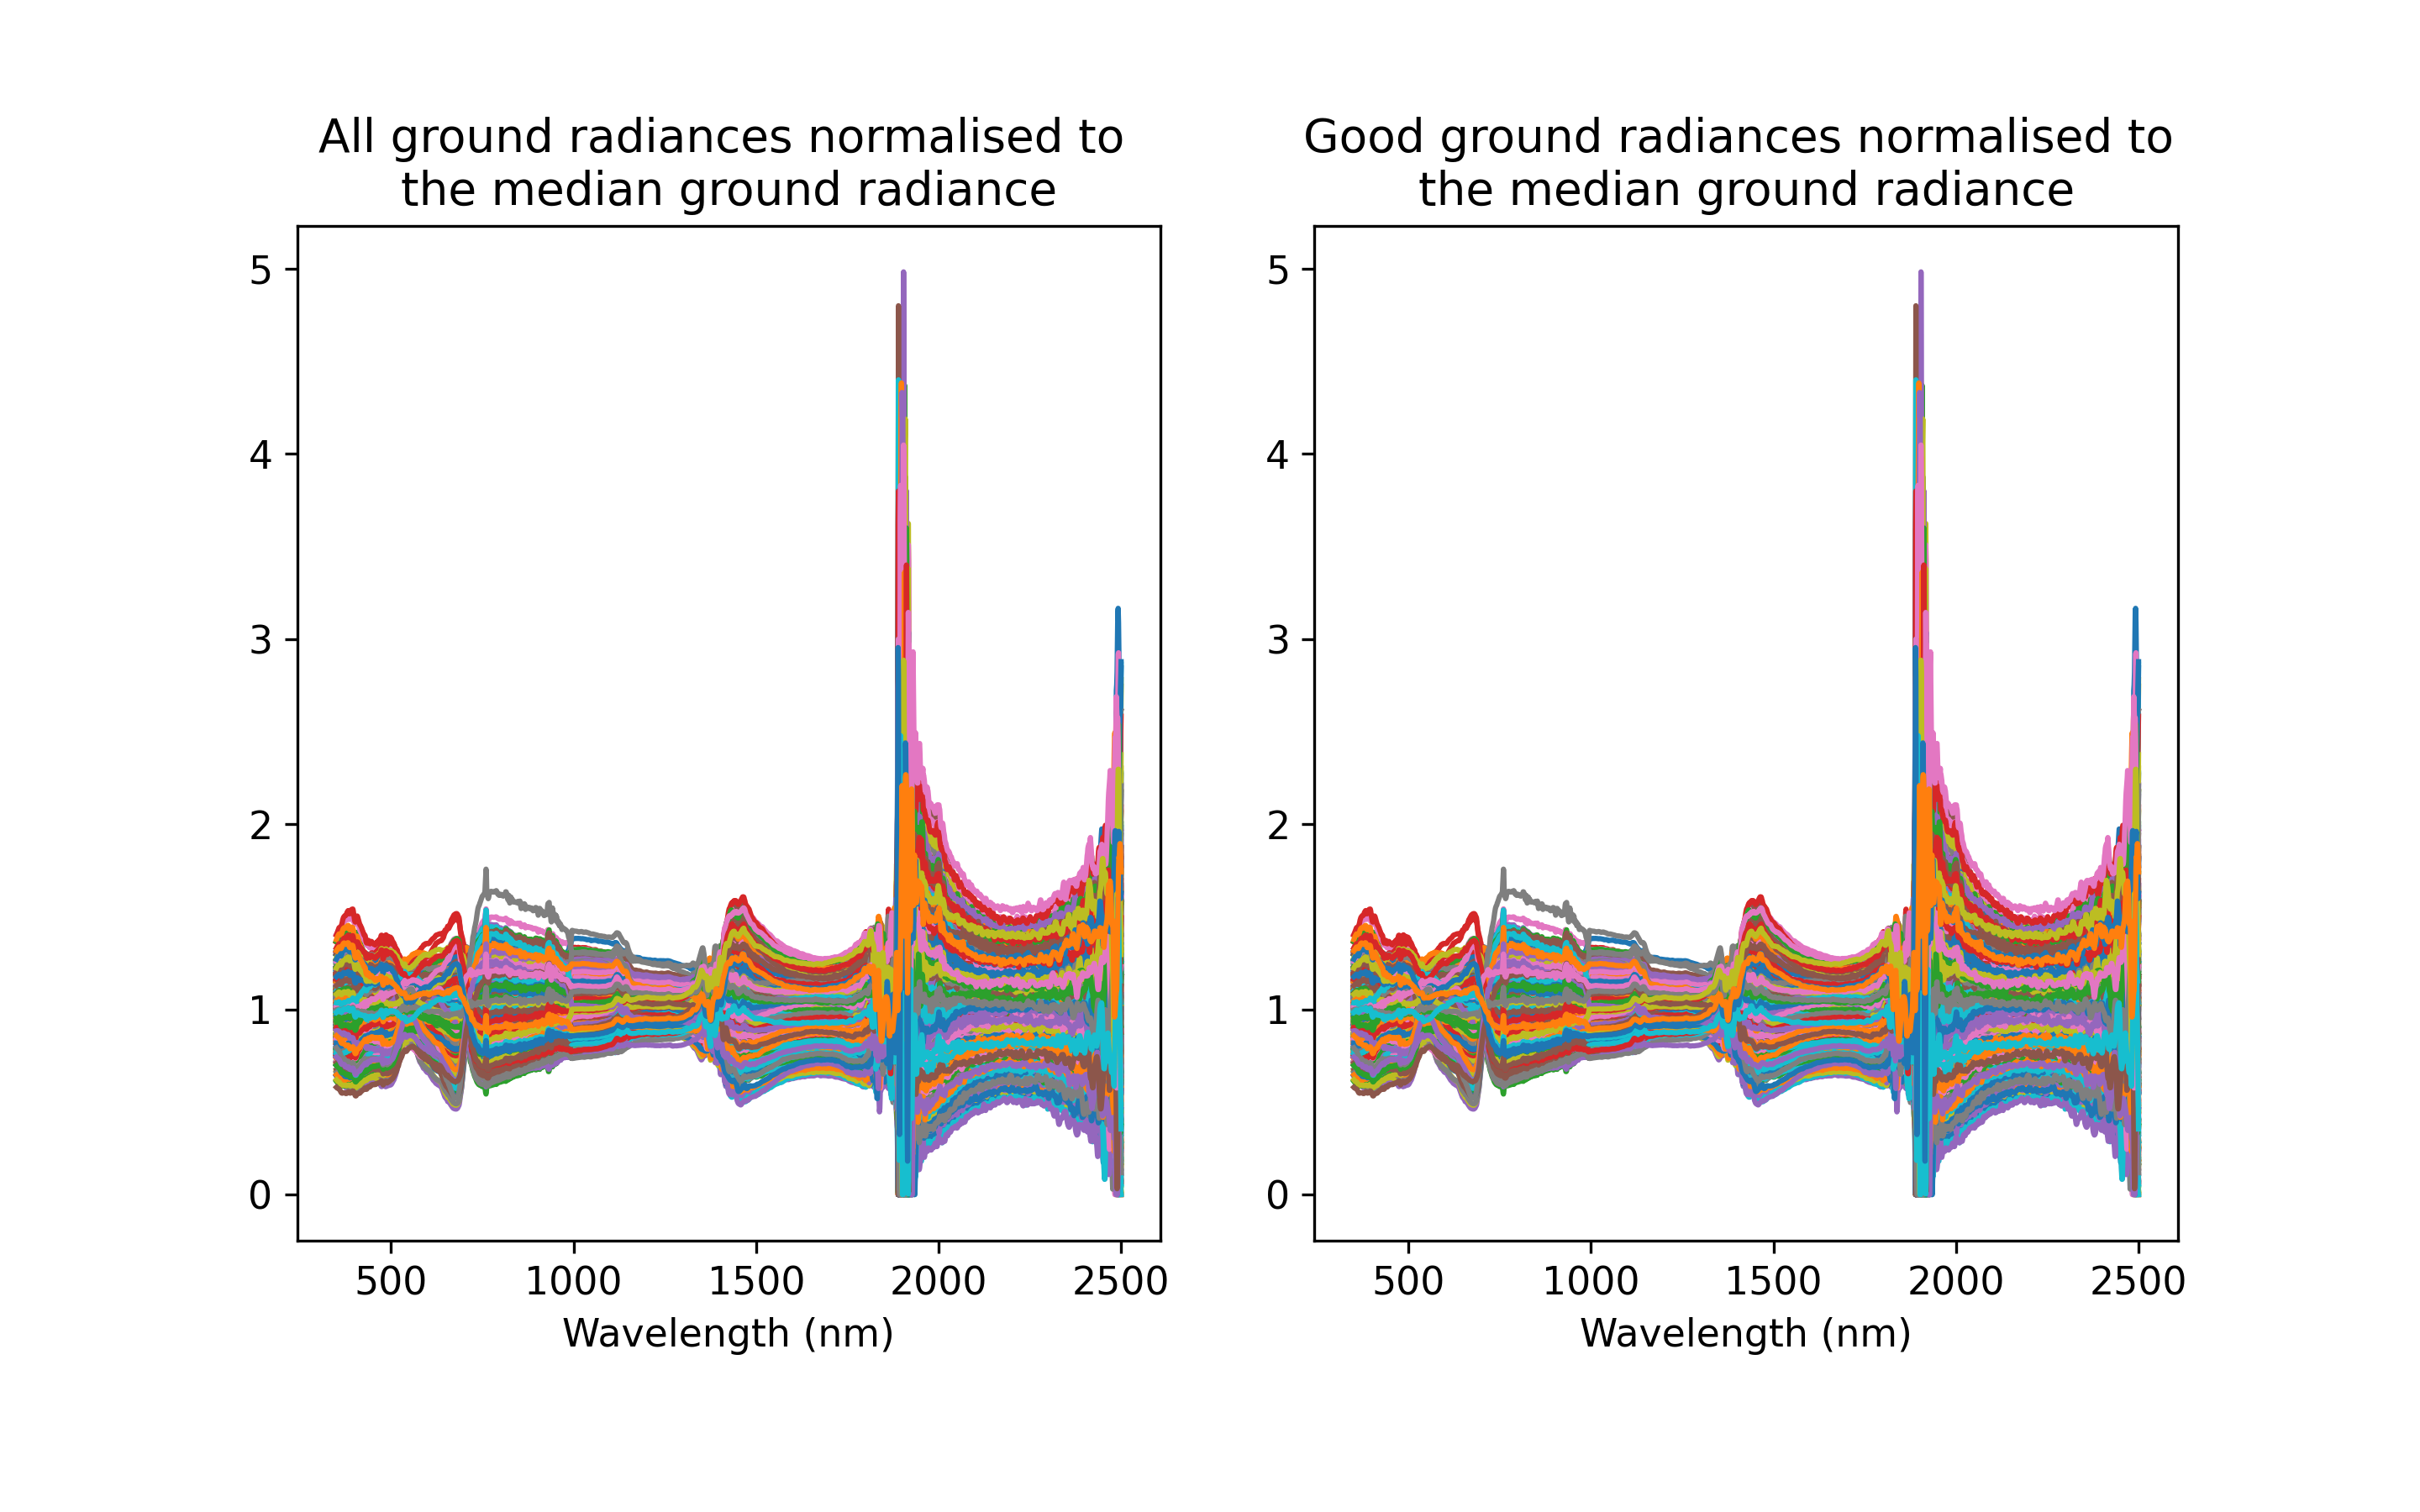 All ground radiances normalised to
the median ground radiance
5
4
3
2
1
0
500 1000 1500 2000 2500
Wavelength (nm)
Good ground radiances normalised to
the median ground radiance
5
4
3
2
1
0
500 1000 1500 2000 2500
Wavelength (nm)